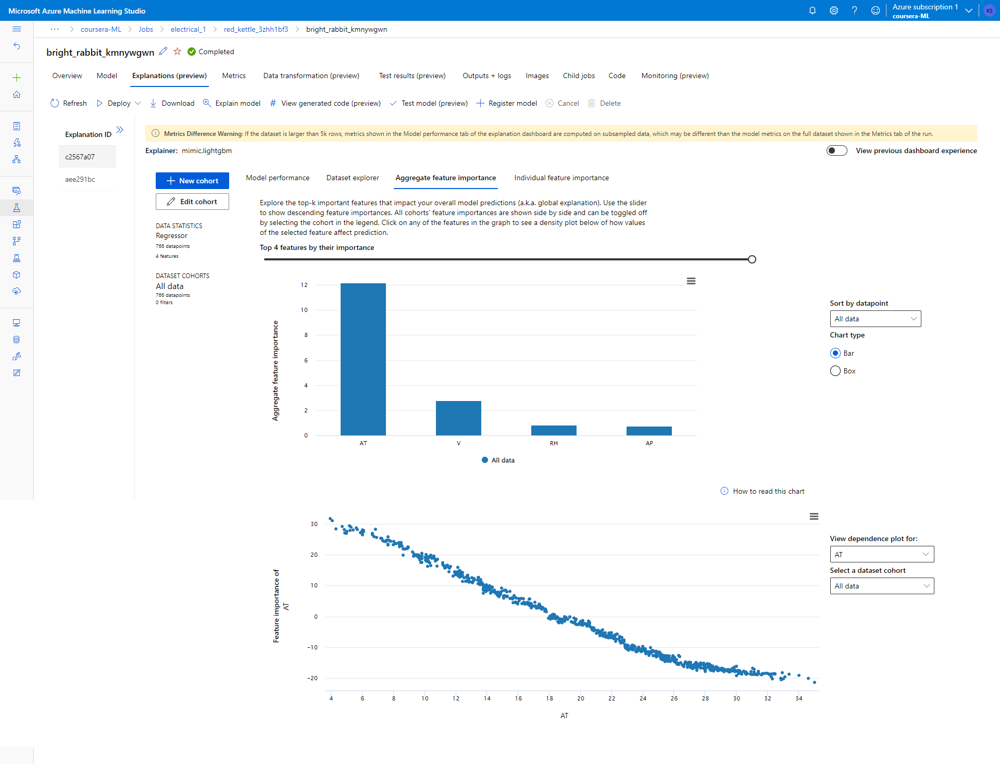 Microsoft Azure Machine Learning Studio
Azure subscription 1
coursera-ML
KS
coursera-ML > Jobs > electrical_1 > red_kettle_3zhh1bf3 > bright_rabbit_kmnywgwn
bright_rabbit_kmnywgwn Completed
Overview Model Explanations (preview) Metrics Data transformation (preview) Test results (preview) Outputs + logs Images Child jobs Code Monitoring (preview)
Refresh Deploy Download Explain model # View generated code (preview) Test model (preview) Register model Cancel Delete
Explanation ID
c2567a07
aee291bc
Metrics Difference Warning: If the dataset is larger than 5k rows, metrics shown in the Model performance tab of the explanation dashboard are computed on subsampled data, which may be different than the model metrics on the full dataset shown in the Metrics tab of the run.
Explainer: mimic.lightgbm
View previous dashboard experience
New cohort
Edit cohort
DATA STATISTICS
Regressor
766 datapoints
4 features
DATASET COHORTS
All data
766 datapoints
0 filters
Model performance Dataset explorer Aggregate feature importance Individual feature importance
Explore the top-k important features that impact your overall model predictions (a.k.a. global explanation). Use the slider
to show descending feature importances. All cohorts' feature importances are shown side by side and can be toggled off
by selecting the cohort in the legend. Click on any of the features in the graph to see a density plot below of how values
of the selected feature affect prediction.
Top 4 features by their importance
Aggregate feature importance
12
10
8
6
4
2
0
AT V RH AP
All data
Sort by datapoint
All data
Chart type
Bar
Box
How to read this chart
Feature importance of
AT
30
20
10
0
-10
-20
4 6 8 10 12 14 16 18 20 22 24 26 28 30 32 34
AT
View dependence plot for:
AT
Select a dataset cohort
All data